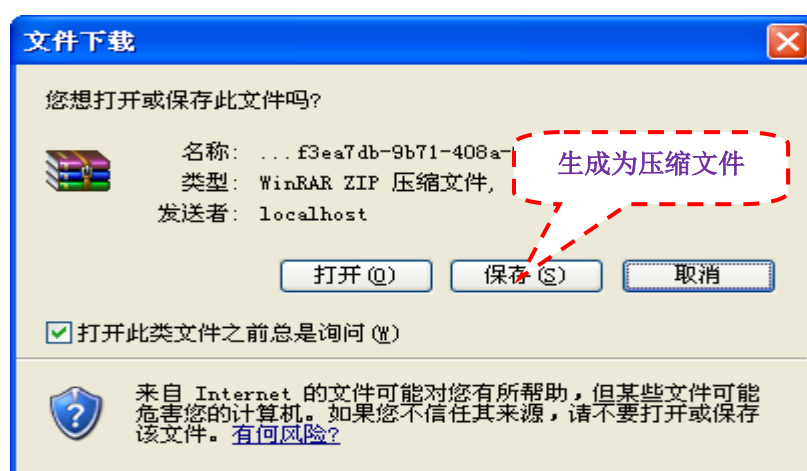 文件下载
您想打开或保存此文件吗?
名称: ...f3ea7db-9b71-408a-
类型: WinRAR ZIP 压缩文件,
发送者: localhost
生成为压缩文件
打开(O) 保存(S) 取消
打开此类文件之前总是询问(W)
来自 Internet 的文件可能对您有所帮助,但某些文件可能
危害您的计算机。如果您不信任其来源,请不要打开或保存
该文件。有何风险?